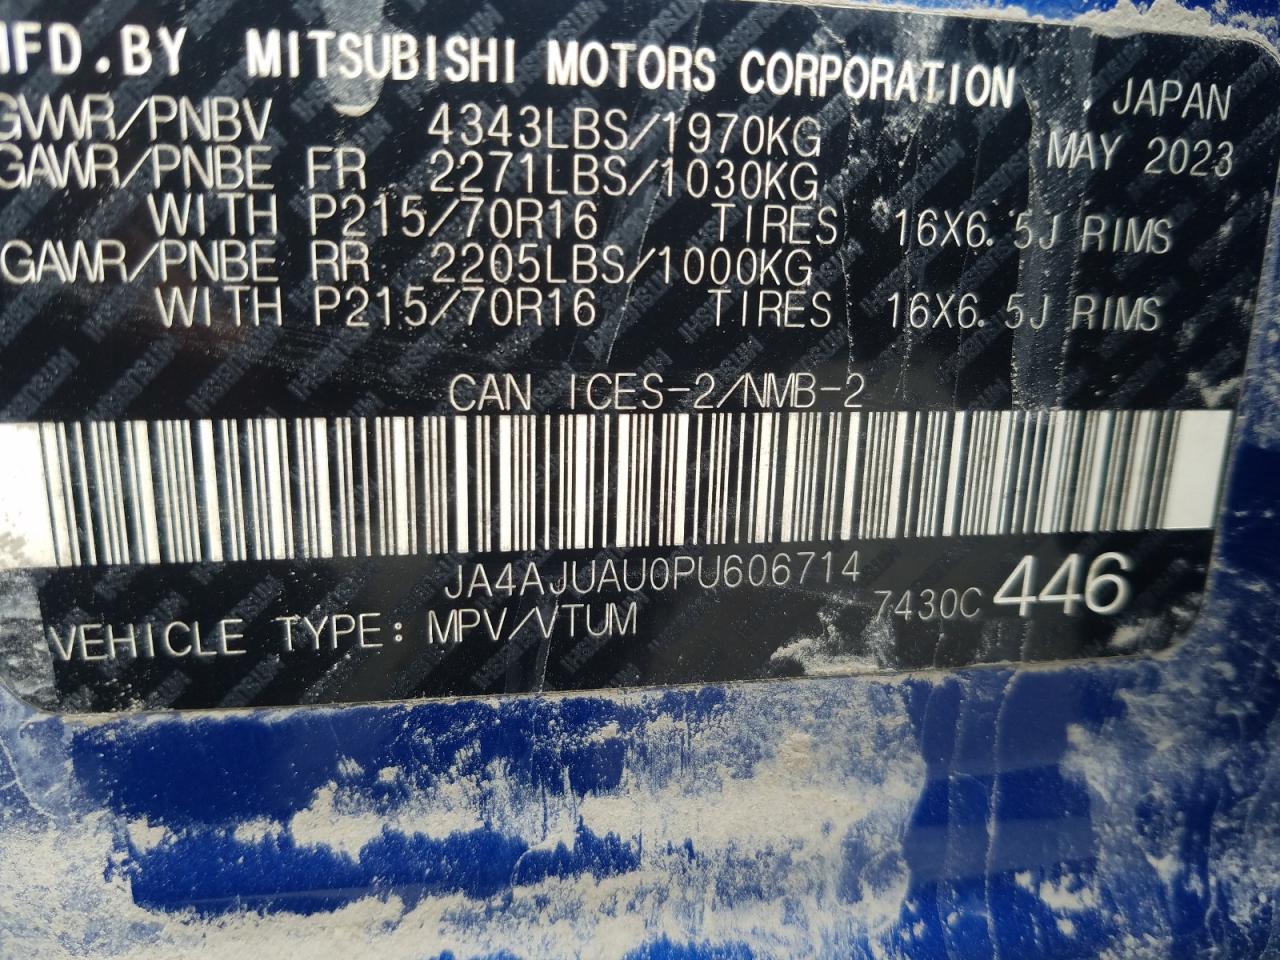 MFD.BY MITSUBISHI MOTORS CORPORATION , JAPAN
GWWR/PNBV 4343LBS/1970KG MAY 2023
GAWR/PNBE FR 2271LBS/1030KG
WITH P215/70R16 TIRES 16X6.5J RIMS
GAWR/PNBE RR 2205LBS/1000KG
WITH P215/70R16 TIRES 16X6.5J RIMS
CAN ICES-2/NMB-2
JA4AJUAU0PU606714
VEHICLE TYPE: MPV/VTUM 7430C 446